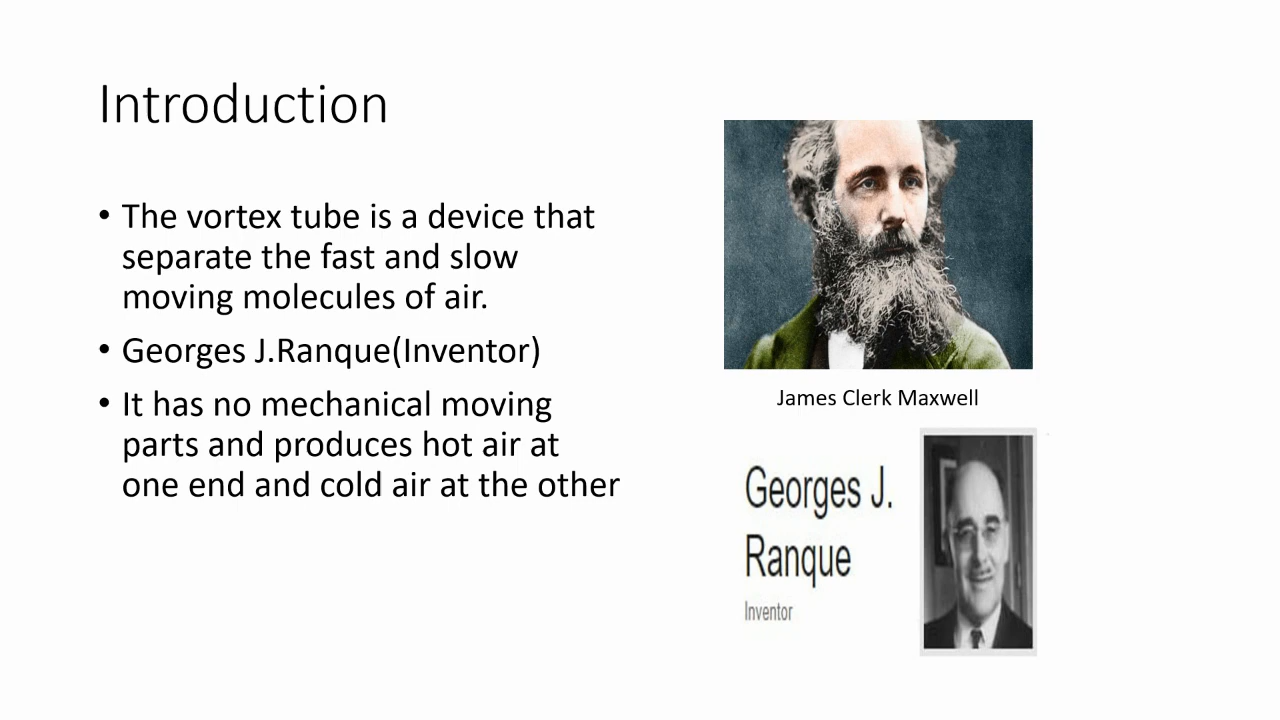 Introduction
• The vortex tube is a device that
separate the fast and slow
moving molecules of air.
• Georges J.Ranque(Inventor)
• It has no mechanical moving
parts and produces hot air at
one end and cold air at the other
James Clerk Maxwell
Georges J.
Ranque
Inventor